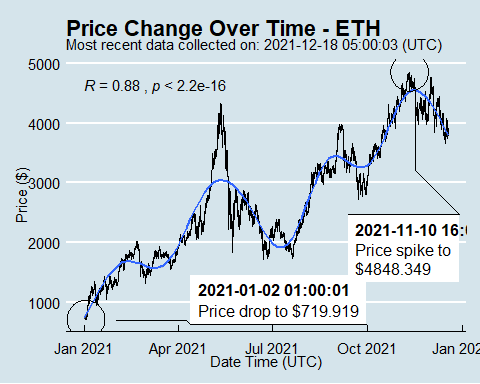 Price Change Over Time - ETH
Most recent data collected on: 2021-12-18 05:00:03 (UTC)
R = 0.88 , p < 2.2e-16
Price ($)
5000
4000
3000
2000
1000
2021-11-10 16:
Price spike to
$4848.349
2021-01-02 01:00:01
Price drop to $719.919
Jan 2021
Apr 2021
Jul 2021
Oct 2021
Jan 202
Date Time (UTC)